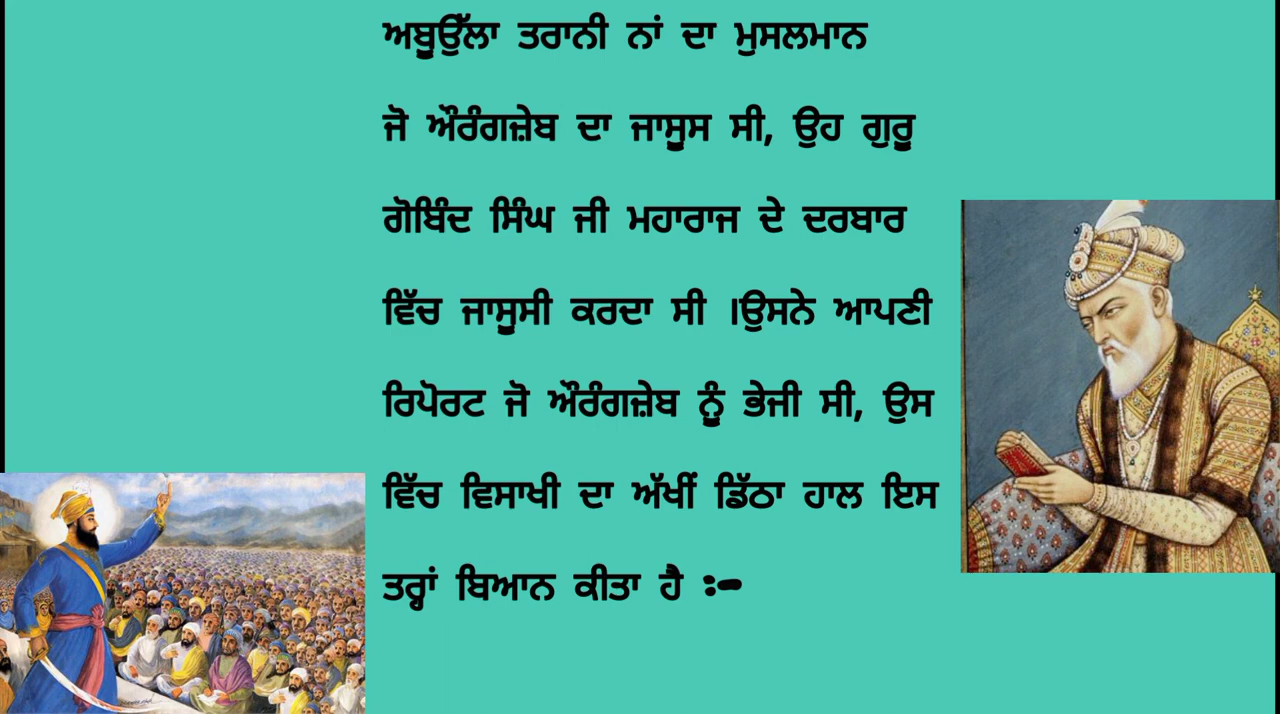 ਅਬੂਉੱਲਾ ਤਰਾਨੀ ਨਾਂ ਦਾ ਮੁਸਲਮਾਨ
ਜੋ ਔਰੰਗਜ਼ੇਬ ਦਾ ਜਾਸੂਸ ਸੀ, ਉਹ ਗੁਰੂ
ਗੋਬਿੰਦ ਸਿੰਘ ਜੀ ਮਹਾਰਾਜ ਦੇ ਦਰਬਾਰ
ਵਿੱਚ ਜਾਸੂਸੀ ਕਰਦਾ ਸੀ ।ਉਸਨੇ ਆਪਣੀ
ਰਿਪੋਰਟ ਜੋ ਔਰੰਗਜ਼ੇਬ ਨੂੰ ਭੇਜੀ ਸੀ, ਉਸ
ਵਿੱਚ ਵਿਸਾਖੀ ਦਾ ਅੱਖੀਂ ਡਿੱਠਾ ਹਾਲ ਇਸ
ਤਰ੍ਹਾਂ ਬਿਆਨ ਕੀਤਾ ਹੈ :-